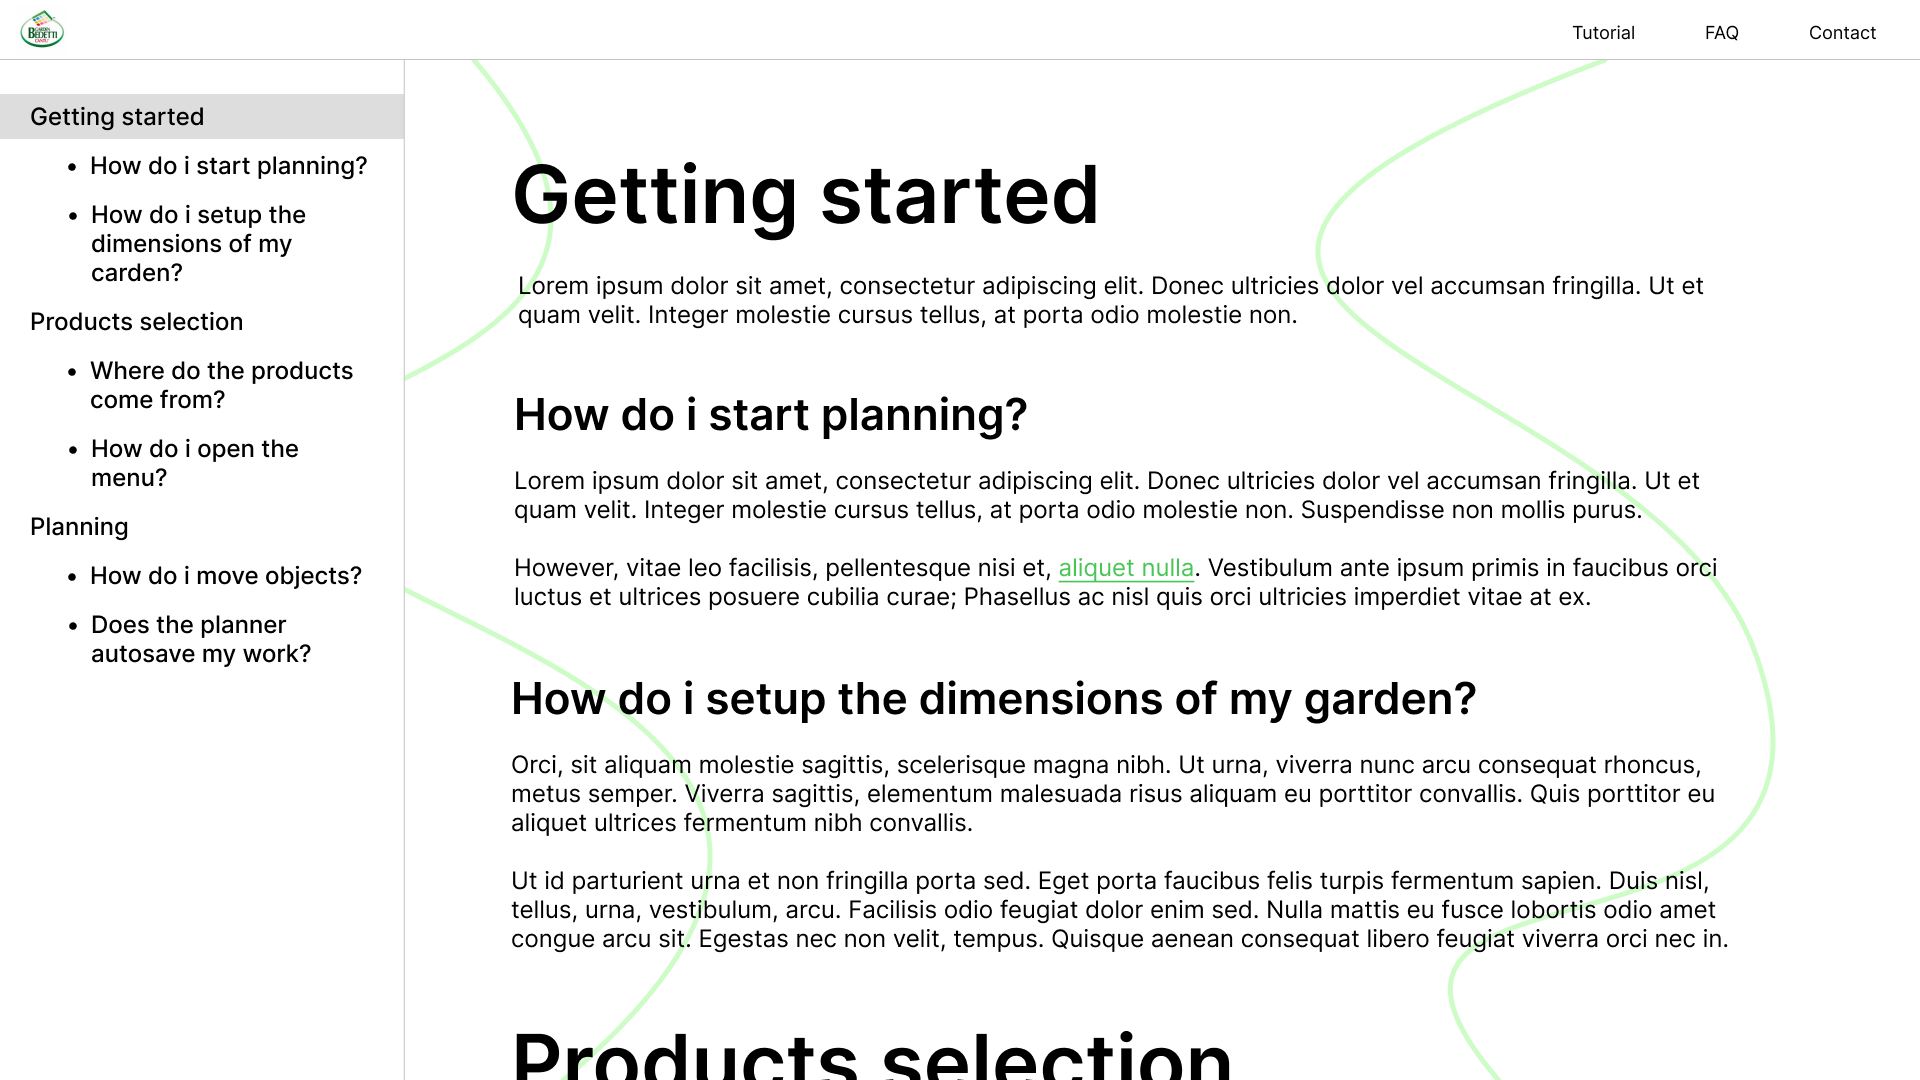 GARDEN
BEDETTI
CANTU'
Tutorial
FAQ
Contact
Getting started
• How do i start planning?
• How do i setup the
dimensions of my
carden?
Products selection
• Where do the products
come from?
• How do i open the
menu?
Planning
• How do i move objects?
• Does the planner
autosave my work?
Getting started
Lorem ipsum dolor sit amet, consectetur adipiscing elit. Donec ultricies dolor vel accumsan fringilla. Ut et
quam velit. Integer molestie cursus tellus, at porta odio molestie non.
How do i start planning?
Lorem ipsum dolor sit amet, consectetur adipiscing elit. Donec ultricies dolor vel accumsan fringilla. Ut et
quam velit. Integer molestie cursus tellus, at porta odio molestie non. Suspendisse non mollis purus.
However, vitae leo facilisis, pellentesque nisi et, aliquet nulla. Vestibulum ante ipsum primis in faucibus orci
luctus et ultrices posuere cubilia curae; Phasellus ac nisl quis orci ultricies imperdiet vitae at ex.
How do i setup the dimensions of my garden?
Orci, sit aliquam molestie sagittis, scelerisque magna nibh. Ut urna, viverra nunc arcu consequat rhoncus,
metus semper. Viverra sagittis, elementum malesuada risus aliquam eu porttitor convallis. Quis porttitor eu
aliquet ultrices fermentum nibh convallis.
Ut id parturient urna et non fringilla porta sed. Eget porta faucibus felis turpis fermentum sapien. Duis nisl,
tellus, urna, vestibulum, arcu. Facilisis odio feugiat dolor enim sed. Nulla mattis eu fusce lobortis odio amet
congue arcu sit. Egestas nec non velit, tempus. Quisque aenean consequat libero feugiat viverra orci nec in.
Products selection